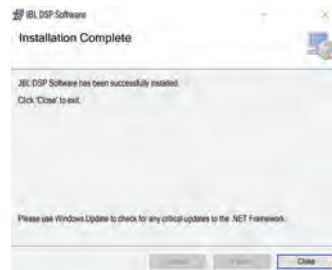 JBL DSP Software
Installation Complete
JBL DSP Software has been successfully installed.
Click 'Close' to exit.
Please use Windows Update to check for any critical updates to the .NET Framework.
Close